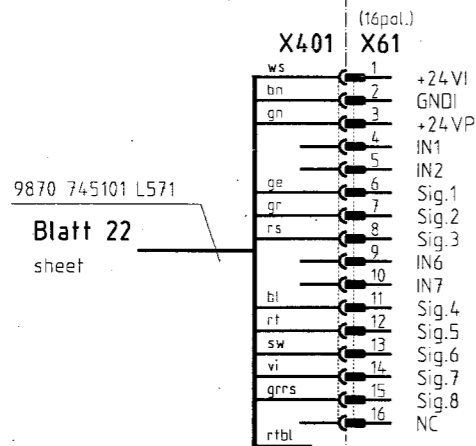 (16pol.)
X401 X61
ws 1 +24VI
bn 2 GNDI
gn 3 +24VP
4 IN1
5 IN2
ge 6 Sig.1
gr 7 Sig.2
rs 8 Sig.3
9 IN6
10 IN7
bl 11 Sig.4
rt 12 Sig.5
sw 13 Sig.6
vi 14 Sig.7
grrs 15 Sig.8
16 NC
rtbl
9870 745101 L571
Blatt 22
sheet